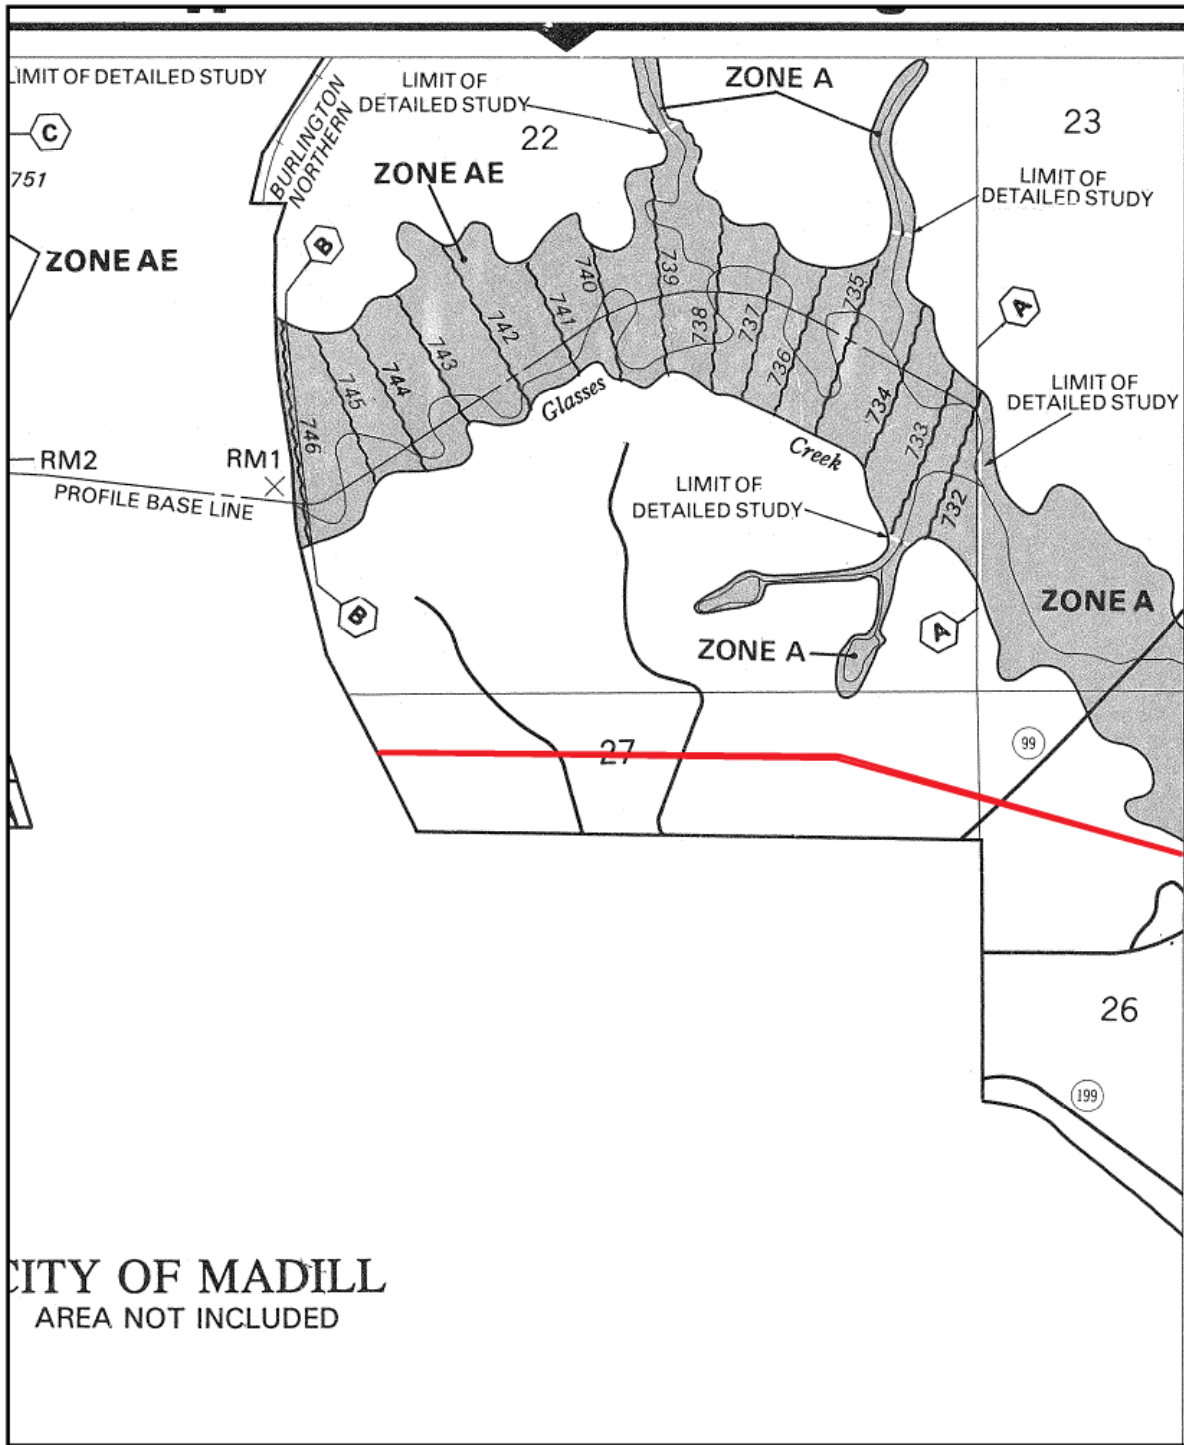 LIMIT OF DETAILED STUDY
C
751
ZONE AE
BURLINGTON
NORTHERN
LIMIT OF
DETAILED STUDY
22
ZONE A
23
ZONE AE
LIMIT OF
DETAILED STUDY
B
A
746
745
744
743
742
741
740
739
738
737
736
735
734
733
732
Glasses
Creek
LIMIT OF
DETAILED STUDY
RM2
RM1
PROFILE BASE LINE
LIMIT OF
DETAILED STUDY
B
A
ZONE A
ZONE A
27
99
26
199
CITY OF MADILL
AREA NOT INCLUDED